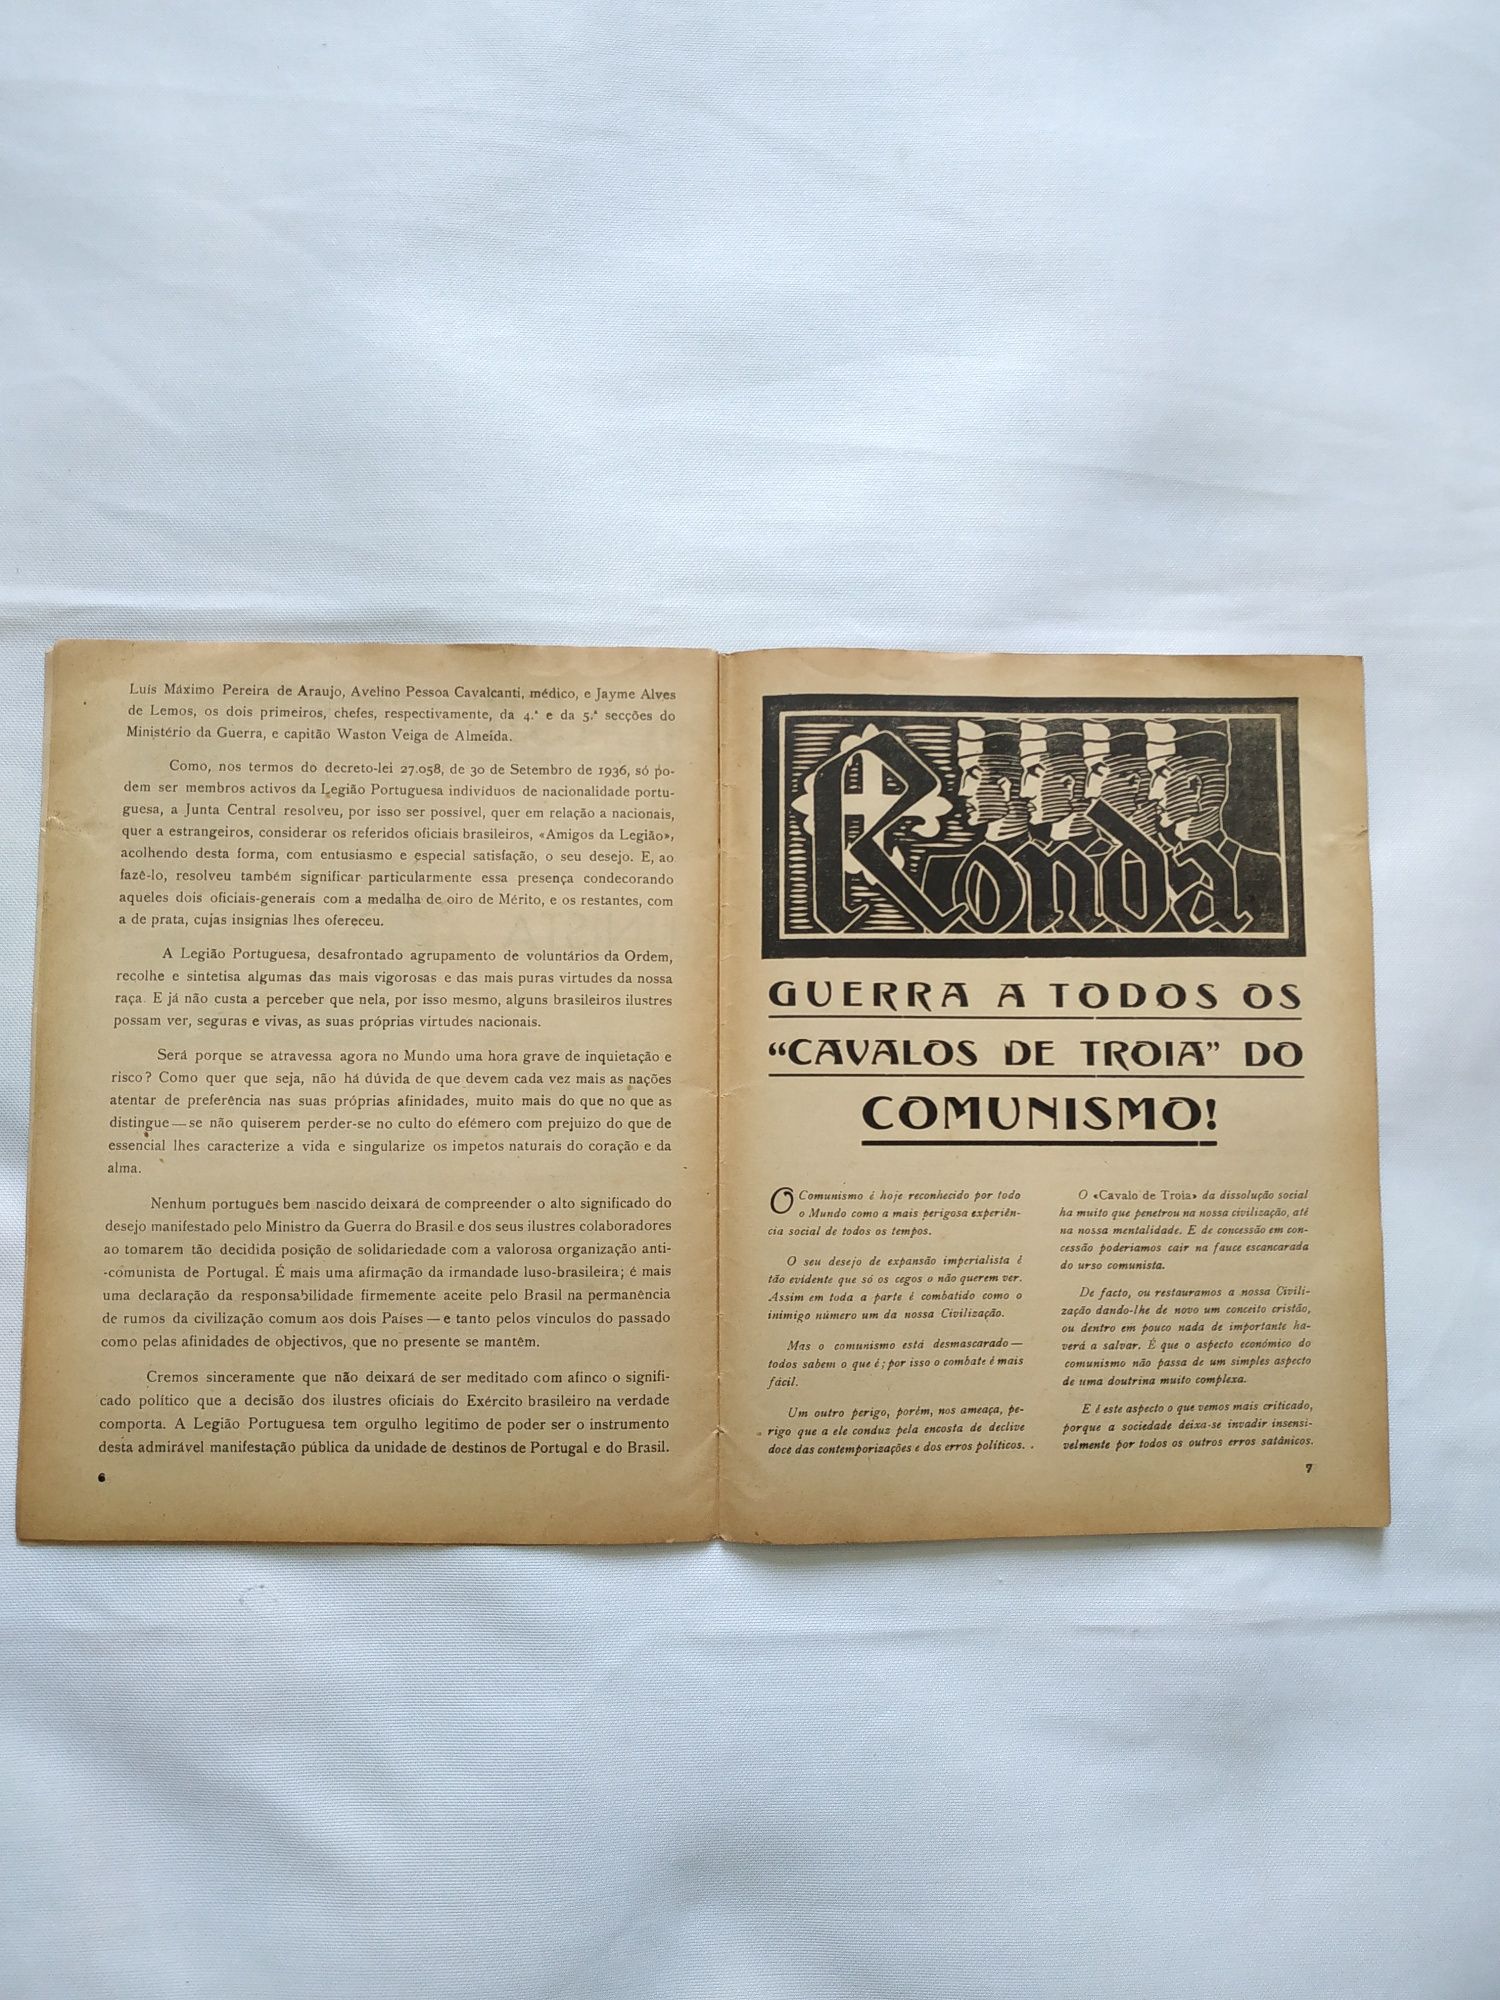 Luís Máximo Pereira de Araujo, Avelino Pessoa Cavalcanti, médico, e Jayme Alves
de Lemos, os dois primeiros, chefes, respectivamente, da 4.ª e da 5.ª secções do
Ministério da Guerra, e capitão Waston Veiga de Almeida.
Como, nos termos do decreto-lei 27.058, de 30 de Setembro de 1936, só po-
dem ser membros activos da Legião Portuguesa indivíduos de nacionalidade portu-
guesa, a Junta Central resolveu, por isso ser possível, quer em relação a nacionais,
quer a estrangeiros, considerar os referidos oficiais brasileiros, «Amigos da Legião»,
acolhendo desta forma, com entusiasmo e especial satisfação, o seu desejo. E, ao
fazê-lo, resolveu também significar particularmente essa presença condecorando
aqueles dois oficiais-generais com a medalha de oiro de Mérito, e os restantes, com
a de prata, cujas insignias lhes ofereceu.
A Legião Portuguesa, desafrontado agrupamento de voluntários da Ordem,
recolhe e sintetisa algumas das mais vigorosas e das mais puras virtudes da nossa
raça. E já não custa a perceber que nela, por isso mesmo, alguns brasileiros ilustres
possam ver, seguras e vivas, as suas próprias virtudes nacionais.
Será porque se atravessa agora no Mundo uma hora grave de inquietação e
risco? Como quer que seja, não há dúvida de que devem cada vez mais as nações
atentar de preferência nas suas próprias afinidades, muito mais do que no que as
distingue — se não quiserem perder-se no culto do efémero com prejuizo do que de
essencial lhes caracterize a vida e singularize os impetos naturais do coração e da
alma.
Nenhum português bem nascido deixará de compreender o alto significado do
desejo manifestado pelo Ministro da Guerra do Brasil e dos seus ilustres colaboradores
ao tomarem tão decidida posição de solidariedade com a valorosa organização anti-
-comunista de Portugal. É mais uma afirmação da irmandade luso-brasileira; é mais
uma declaração da responsabilidade firmemente aceite pelo Brasil na permanência
de rumos da civilização comum aos dois Países — e tanto pelos vínculos do passado
como pelas afinidades de objectivos, que no presente se mantêm.
Cremos sinceramente que não deixará de ser meditado com afinco o signifi-
cado político que a decisão dos ilustres oficiais do Exército brasileiro na verdade
comporta. A Legião Portuguesa tem orgulho legitimo de poder ser o instrumento
desta admirável manifestação pública da unidade de destinos de Portugal e do Brasil.
6
Ronda
GUERRA A TODOS OS
“CAVALOS DE TROIA” DO
COMUNISMO!
O Comunismo é hoje reconhecido por todo
o Mundo como a mais perigosa experiên-
cia social de todos os tempos.
O seu desejo de expansão imperialista é
tão evidente que só os cegos o não querem ver.
Assim em toda a parte é combatido como o
inimigo número um da nossa Civilização.
Mas o comunismo está desmascarado —
todos sabem o que é; por isso o combate é mais
fácil.
Um outro perigo, porém, nos ameaça, pe-
rigo que a ele conduz pela encosta de declive
doce das contemporizações e dos erros políticos.
O «Cavalo de Troia» da dissolução social
ha muito que penetrou na nossa civilização, até
na nossa mentalidade. E de concessão em con-
cessão poderiamos cair na fauce escancarada
do urso comunista.
De facto, ou restauramos a nossa Civili-
zação dando-lhe de novo um conceito cristão,
ou dentro em pouco nada de importante ha-
verá a salvar. É que o aspecto económico do
comunismo não passa de um simples aspecto
de uma doutrina muito complexa.
E é este aspecto o que vemos mais criticado,
porque a sociedade deixa-se invadir insensi-
velmente por todos os outros erros satânicos.
7